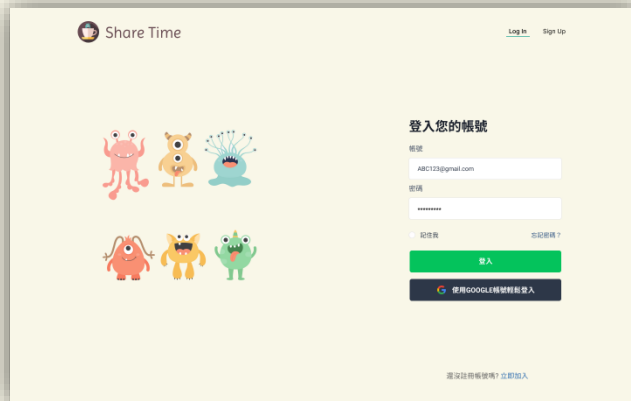 Share Time
Log In
Sign Up
登入您的帳號
帳號
ABC123@gmail.com
密碼
•••••••••
記住我
忘記密碼？
登入
使用GOOGLE帳號輕鬆登入
還沒註冊帳號嗎? 立即加入